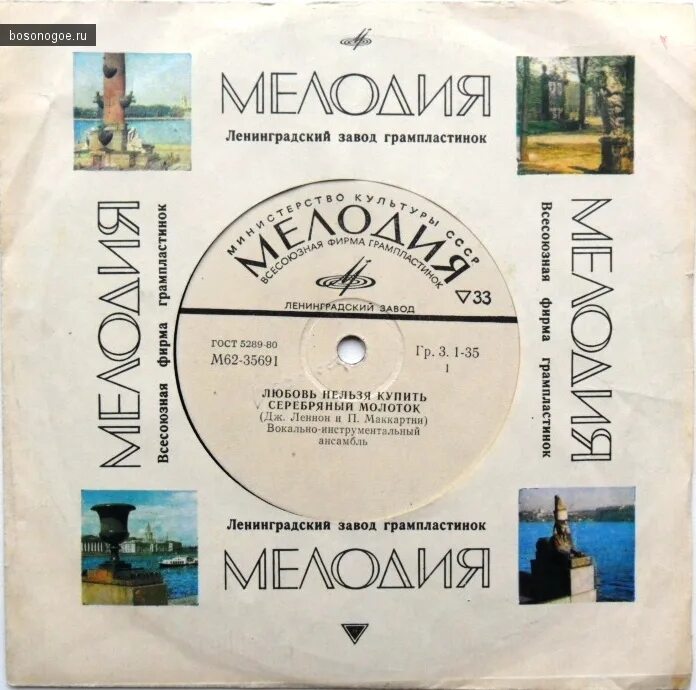 bosonogoe.ru
МЕЛОДИЯ
Ленинградский завод грампластинок
МЕЛОДИЯ
Всесоюзная фирма грампластинок
МИНИСТЕРСТВО КУЛЬТУРЫ СССР
МЕЛОДИЯ
ВСЕСОЮЗНАЯ ФИРМА ГРАМПЛАСТИНОК
ЛЕНИНГРАДСКИЙ ЗАВОД
▽33
ГОСТ 5289-80
М62-35691
Гр. 3. 1-35
1
ЛЮБОВЬ НЕЛЬЗЯ КУПИТЬ
СЕРЕБРЯНЫЙ МОЛОТОК
(Дж. Леннон и П. Маккартни)
Вокально-инструментальный
ансамбль
МЕЛОДИЯ
Всесоюзная фирма грампластинок
Ленинградский завод грампластинок
МЕЛОДИЯ